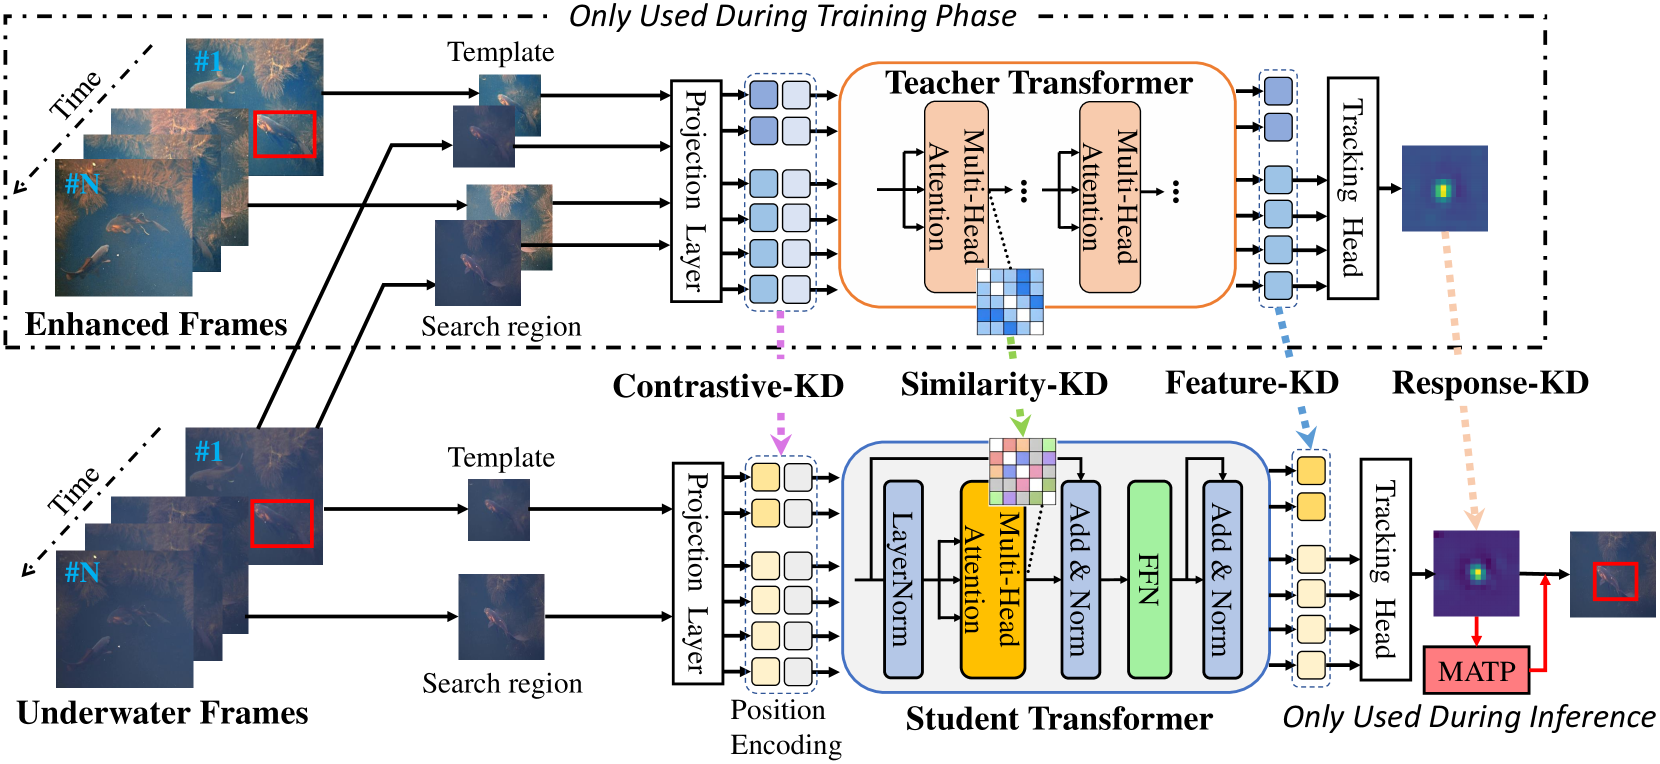 Only Used During Training Phase
Time
#1
#N
Enhanced Frames
Template
Search region
Projection Layer
Teacher Transformer
Multi-Head
Attention
Multi-Head
Attention
Tracking Head
Contrastive-KD
Similarity-KD
Feature-KD
Response-KD
Time
#1
#N
Underwater Frames
Template
Search region
Projection Layer
Position
Encoding
LayerNorm
Multi-Head
Attention
Add & Norm
FFN
Add & Norm
Student Transformer
Tracking Head
MATP
Only Used During Inference